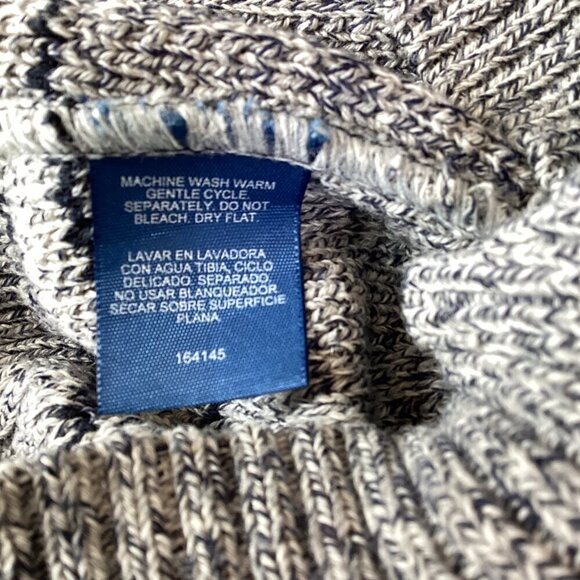 MACHINE WASH WARM
GENTLE CYCLE.
SEPARATELY. DO NOT
BLEACH. DRY FLAT.
LAVAR EN LAVADORA
CON AGUA TIBIA, CICLO
DELICADO. SEPARADO.
NO USAR BLANQUEADOR.
SECAR SOBRE SUPERFICIE
PLANA
164145